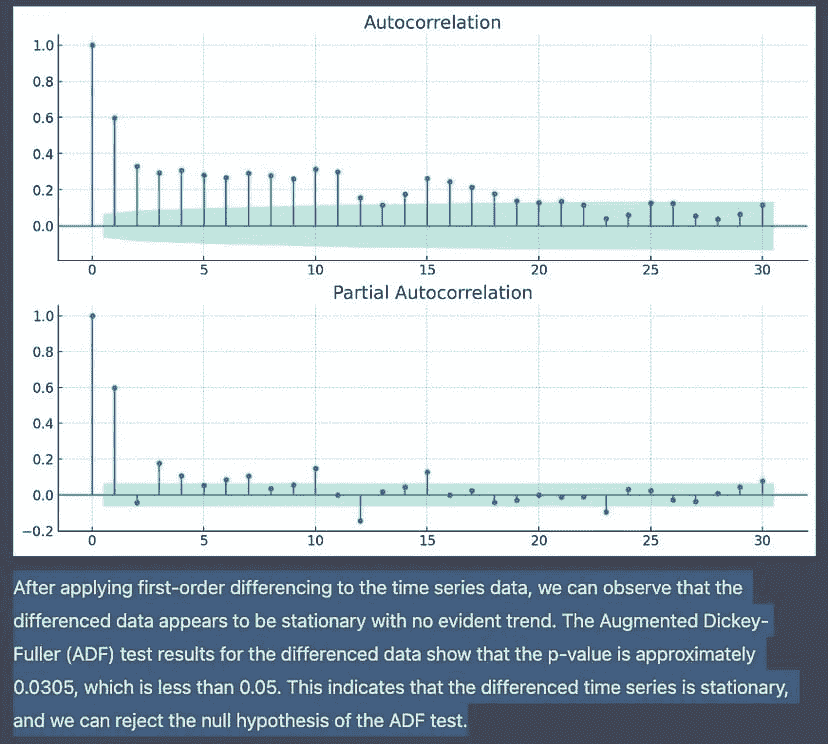 Autocorrelation
1.0
0.8
0.6
0.4
0.2
0.0
0 5 10 15 20 25 30
Partial Autocorrelation
1.0
0.8
0.6
0.4
0.2
0.0
−0.2
0 5 10 15 20 25 30
After applying first-order differencing to the time series data, we can observe that the
differenced data appears to be stationary with no evident trend. The Augmented Dickey-
Fuller (ADF) test results for the differenced data show that the p-value is approximately
0.0305, which is less than 0.05. This indicates that the differenced time series is stationary,
and we can reject the null hypothesis of the ADF test.